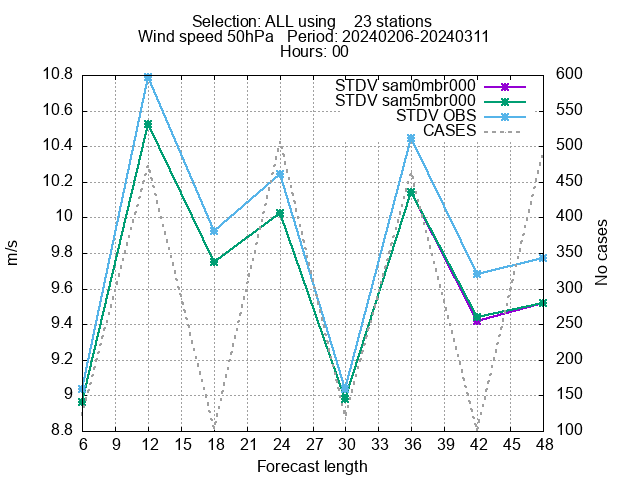 Selection: ALL using 23 stations
Wind speed 50hPa Period: 20240206-20240311
Hours: 00
STDV sam0mbr000
STDV sam5mbr000
STDV OBS
CASES
10.8
10.6
10.4
10.2
10
9.8
9.6
9.4
9.2
9
8.8
m/s
600
550
500
450
400
350
300
250
200
150
100
No cases
6 9 12 15 18 21 24 27 30 33 36 39 42 45 48
Forecast length